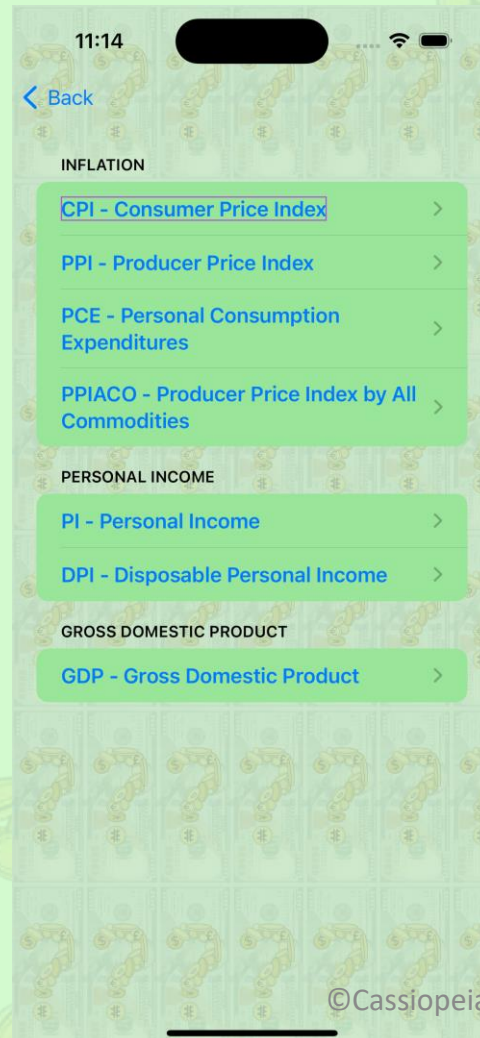 11:14
Back
INFLATION
CPI - Consumer Price Index
PPI - Producer Price Index
PCE - Personal Consumption
Expenditures
PPIACO - Producer Price Index by All
Commodities
PERSONAL INCOME
PI - Personal Income
DPI - Disposable Personal Income
GROSS DOMESTIC PRODUCT
GDP - Gross Domestic Product
©Cassiopeia